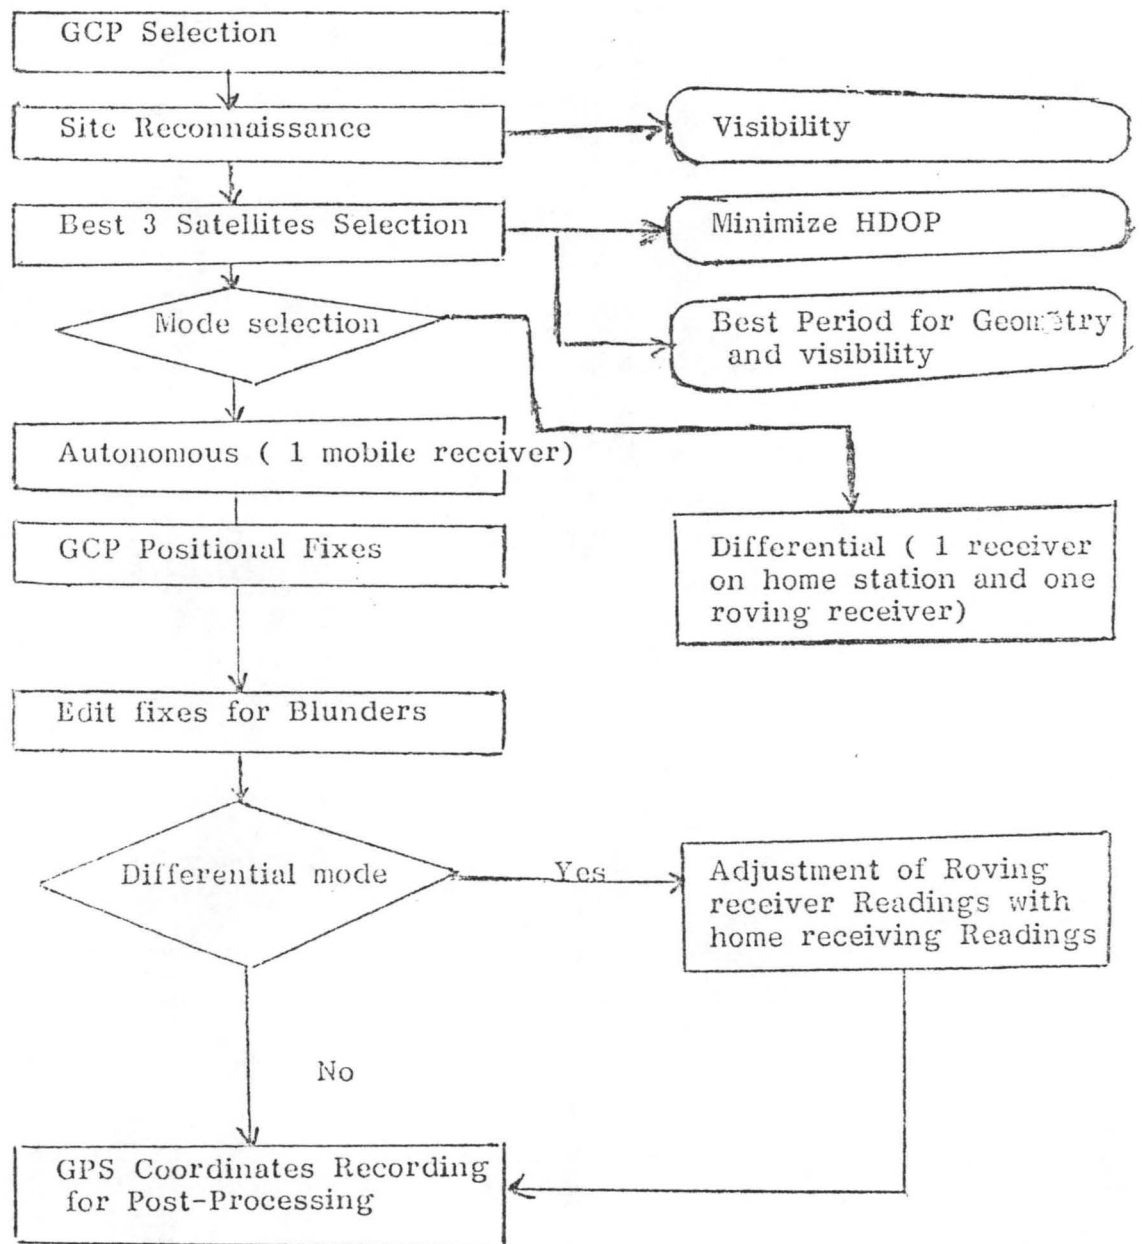 GCP Selection
Site Reconnaissance
Visibility
Best 3 Satellites Selection
Minimize HDOP
Mode selection
Best Period for Geometry
and visibility
Autonomous ( 1 mobile receiver)
GCP Positional Fixes
Differential ( 1 receiver
on home station and one
roving receiver)
Edit fixes for Blunders
Differential mode
Yes
Adjustment of Roving
receiver Readings with
home receiving Readings
No
GPS Coordinates Recording
for Post-Processing